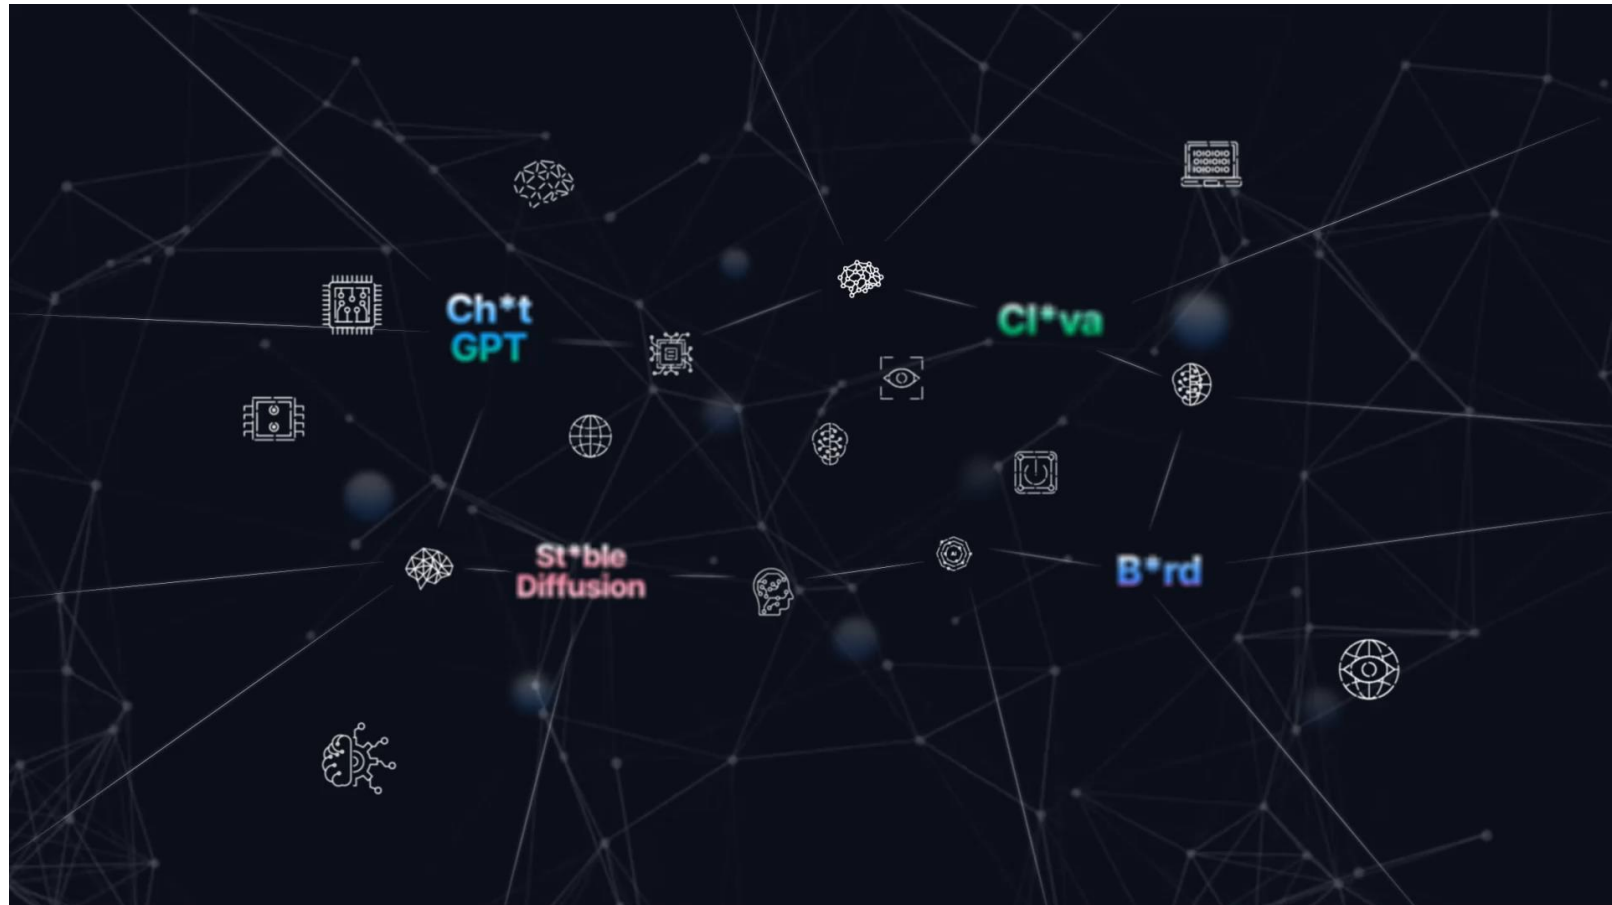 Ch*t
GPT
Cl*va
St*ble
Diffusion
B*rd